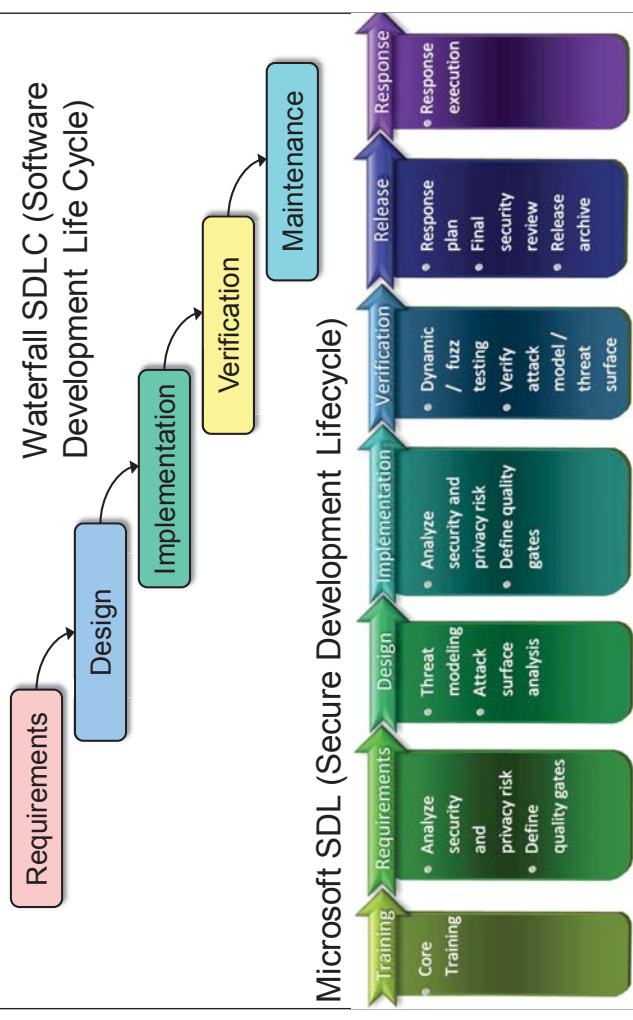 Waterfall SDLC (Software
Development Life Cycle)
Requirements
Design
Implementation
Verification
Maintenance
Microsoft SDL (Secure Development Lifecycle)
Training
• Core
Training
Requirements
• Analyze
security
and
privacy risk
• Define
quality gates
Design
• Threat
modeling
• Attack
surface
analysis
Implementation
• Analyze
security and
privacy risk
• Define quality
gates
Verification
• Dynamic
/ fuzz
testing
• Verify
attack
model /
threat
surface
Release
• Response
plan
• Final
security
review
• Release
archive
Response
• Response
execution